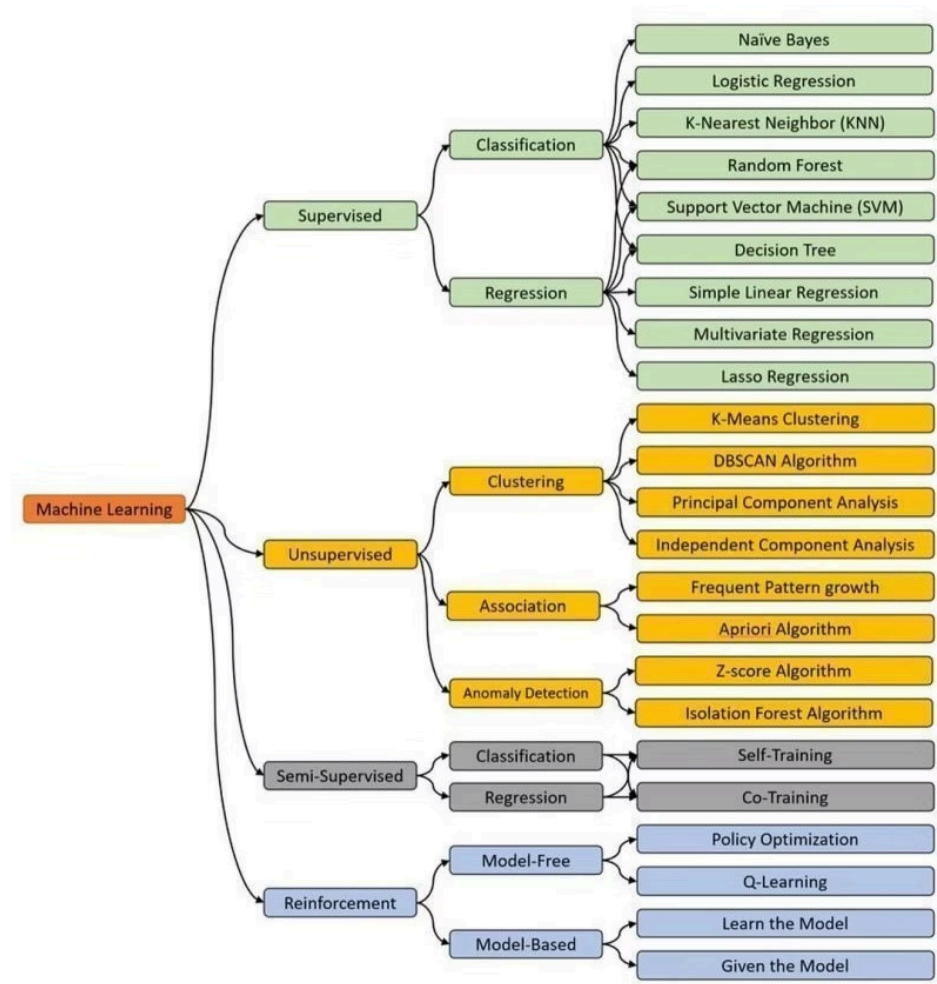 Machine Learning
Supervised
Classification
Naïve Bayes
Logistic Regression
K-Nearest Neighbor (KNN)
Random Forest
Support Vector Machine (SVM)
Decision Tree
Regression
Simple Linear Regression
Multivariate Regression
Lasso Regression
Unsupervised
Clustering
K-Means Clustering
DBSCAN Algorithm
Principal Component Analysis
Independent Component Analysis
Association
Frequent Pattern growth
Apriori Algorithm
Anomaly Detection
Z-score Algorithm
Isolation Forest Algorithm
Semi-Supervised
Classification
Regression
Self-Training
Co-Training
Reinforcement
Model-Free
Policy Optimization
Q-Learning
Model-Based
Learn the Model
Given the Model